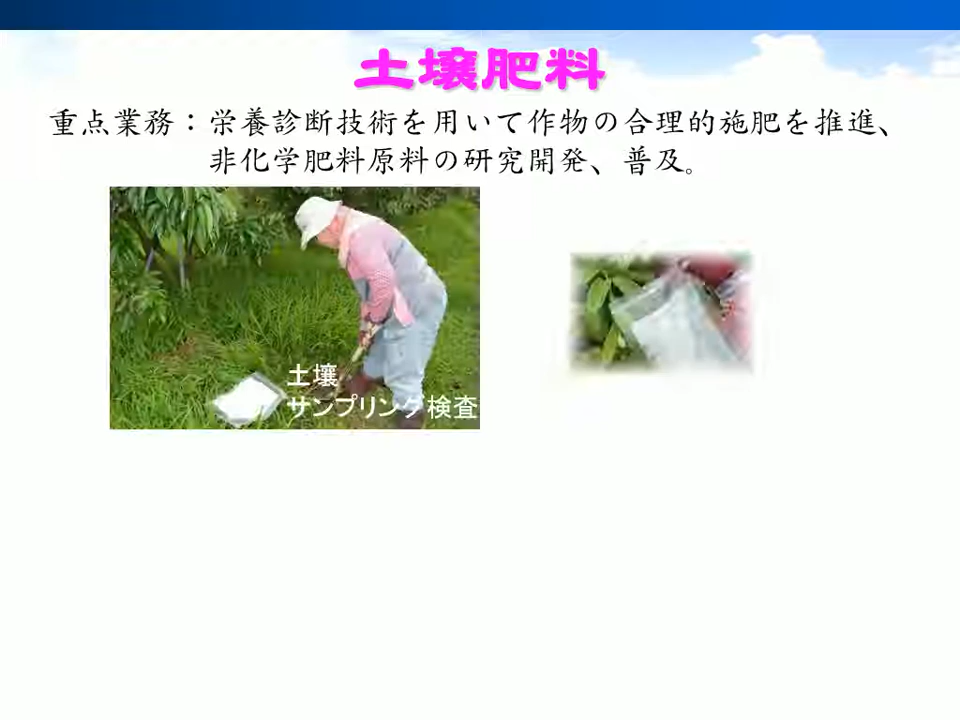 土壌肥料
重点業務：栄養診断技術を用いて作物の合理的施肥を推進、
非化学肥料原料の研究開発、普及。
土壌
サンプリング検査